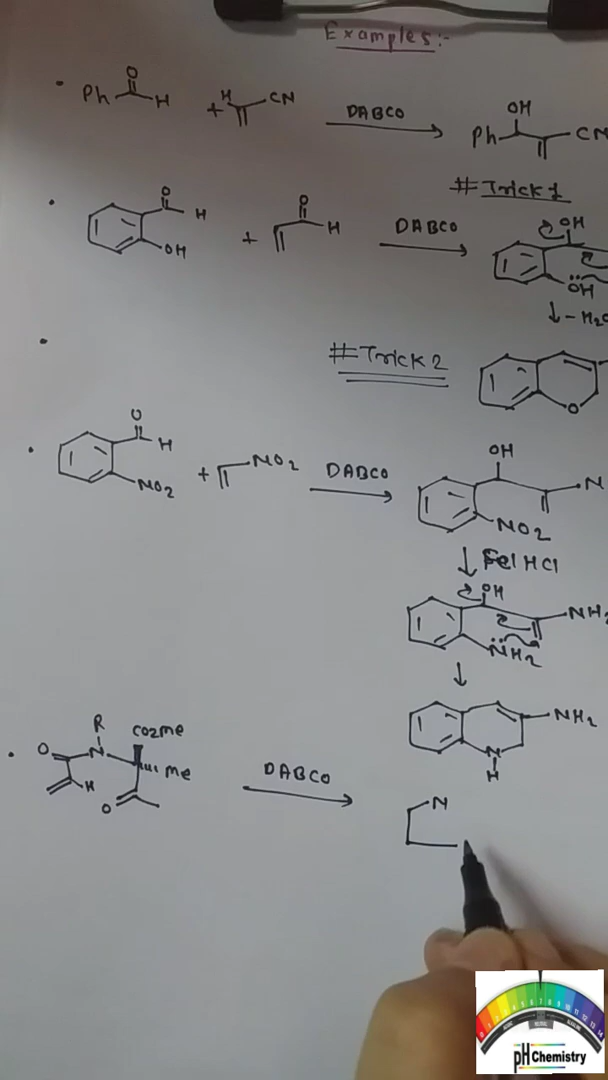 Examples:-
Ph O H + H CN DABCO OH Ph CN
#Trick 1
O H OH + O H DABCO OH OH
↓ -H2O
#Trick 2 O
O H NO2 + NO2 DABCO OH N NO2
↓ Fe/HCl
OH NH2 NH2
↓
NH2 N H
O R N CO2Me Me H O DABCO N
pH Chemistry